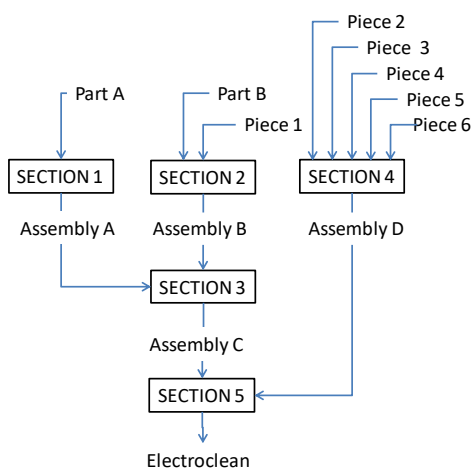 Piece 2
Piece 3
Piece 4
Part A
Part B
Piece 5
Piece 1
Piece 6
SECTION 1
SECTION 2
SECTION 4
Assembly A
Assembly B
Assembly D
SECTION 3
Assembly C
SECTION 5
Electroclean